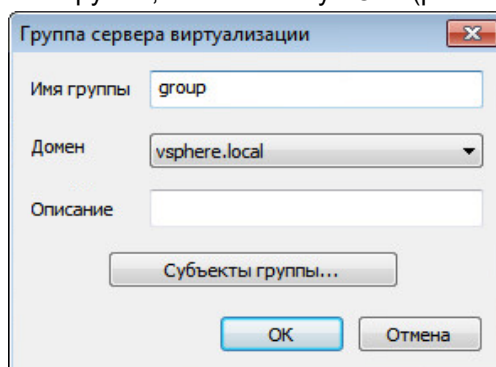 Группа сервера виртуализации
Имя группы group
Домен vsphere.local
Описание
Субъекты группы...
OK Отмена